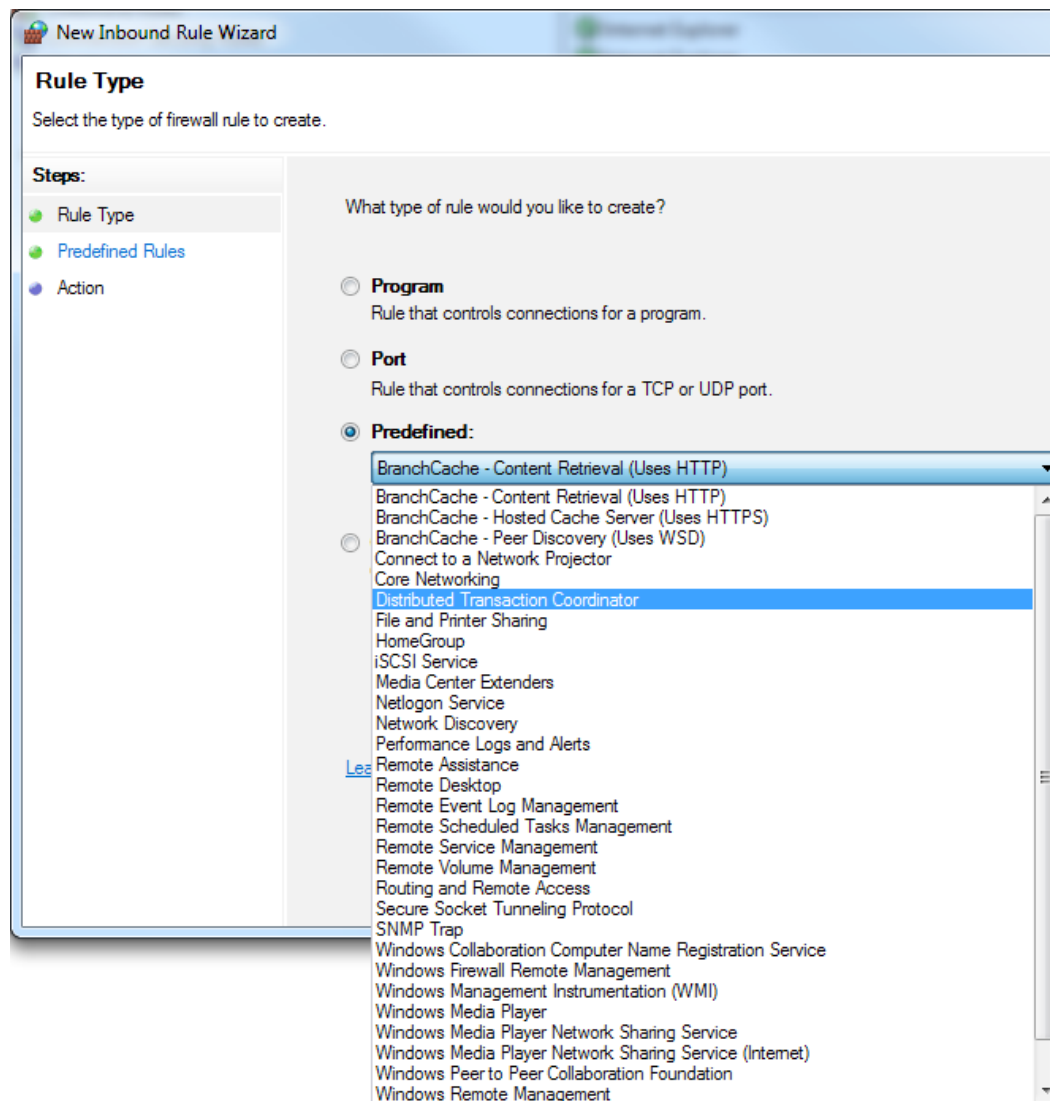 New Inbound Rule Wizard
Rule Type
Select the type of firewall rule to create.
Steps:
Rule Type
Predefined Rules
Action
What type of rule would you like to create?
Program
Rule that controls connections for a program.
Port
Rule that controls connections for a TCP or UDP port.
Predefined:
BranchCache - Content Retrieval (Uses HTTP)
BranchCache - Content Retrieval (Uses HTTP)
BranchCache - Hosted Cache Server (Uses HTTPS)
BranchCache - Peer Discovery (Uses WSD)
Connect to a Network Projector
Core Networking
Distributed Transaction Coordinator
File and Printer Sharing
HomeGroup
iSCSI Service
Media Center Extenders
Netlogon Service
Network Discovery
Performance Logs and Alerts
Lea
Remote Assistance
Remote Desktop
Remote Event Log Management
Remote Scheduled Tasks Management
Remote Service Management
Remote Volume Management
Routing and Remote Access
Secure Socket Tunneling Protocol
SNMP Trap
Windows Collaboration Computer Name Registration Service
Windows Firewall Remote Management
Windows Management Instrumentation (WMI)
Windows Media Player
Windows Media Player Network Sharing Service
Windows Media Player Network Sharing Service (Internet)
Windows Peer to Peer Collaboration Foundation
Windows Remote Management